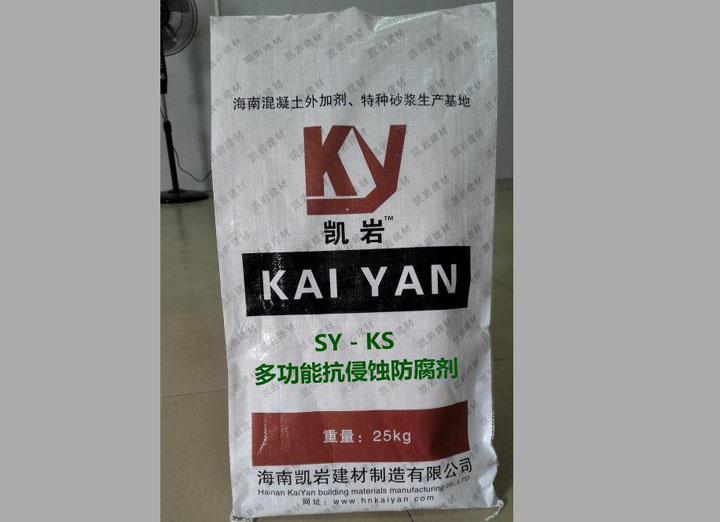 海南混凝土外加剂、特种砂浆生产基地
Ky
凯岩™
KAI YAN
SY - KS
多功能抗侵蚀防腐剂
重量：25kg
海南凯岩建材制造有限公司
Hainan KaiYan building materials manufacturing co.,LTD
网址：www.hnkaiyan.com